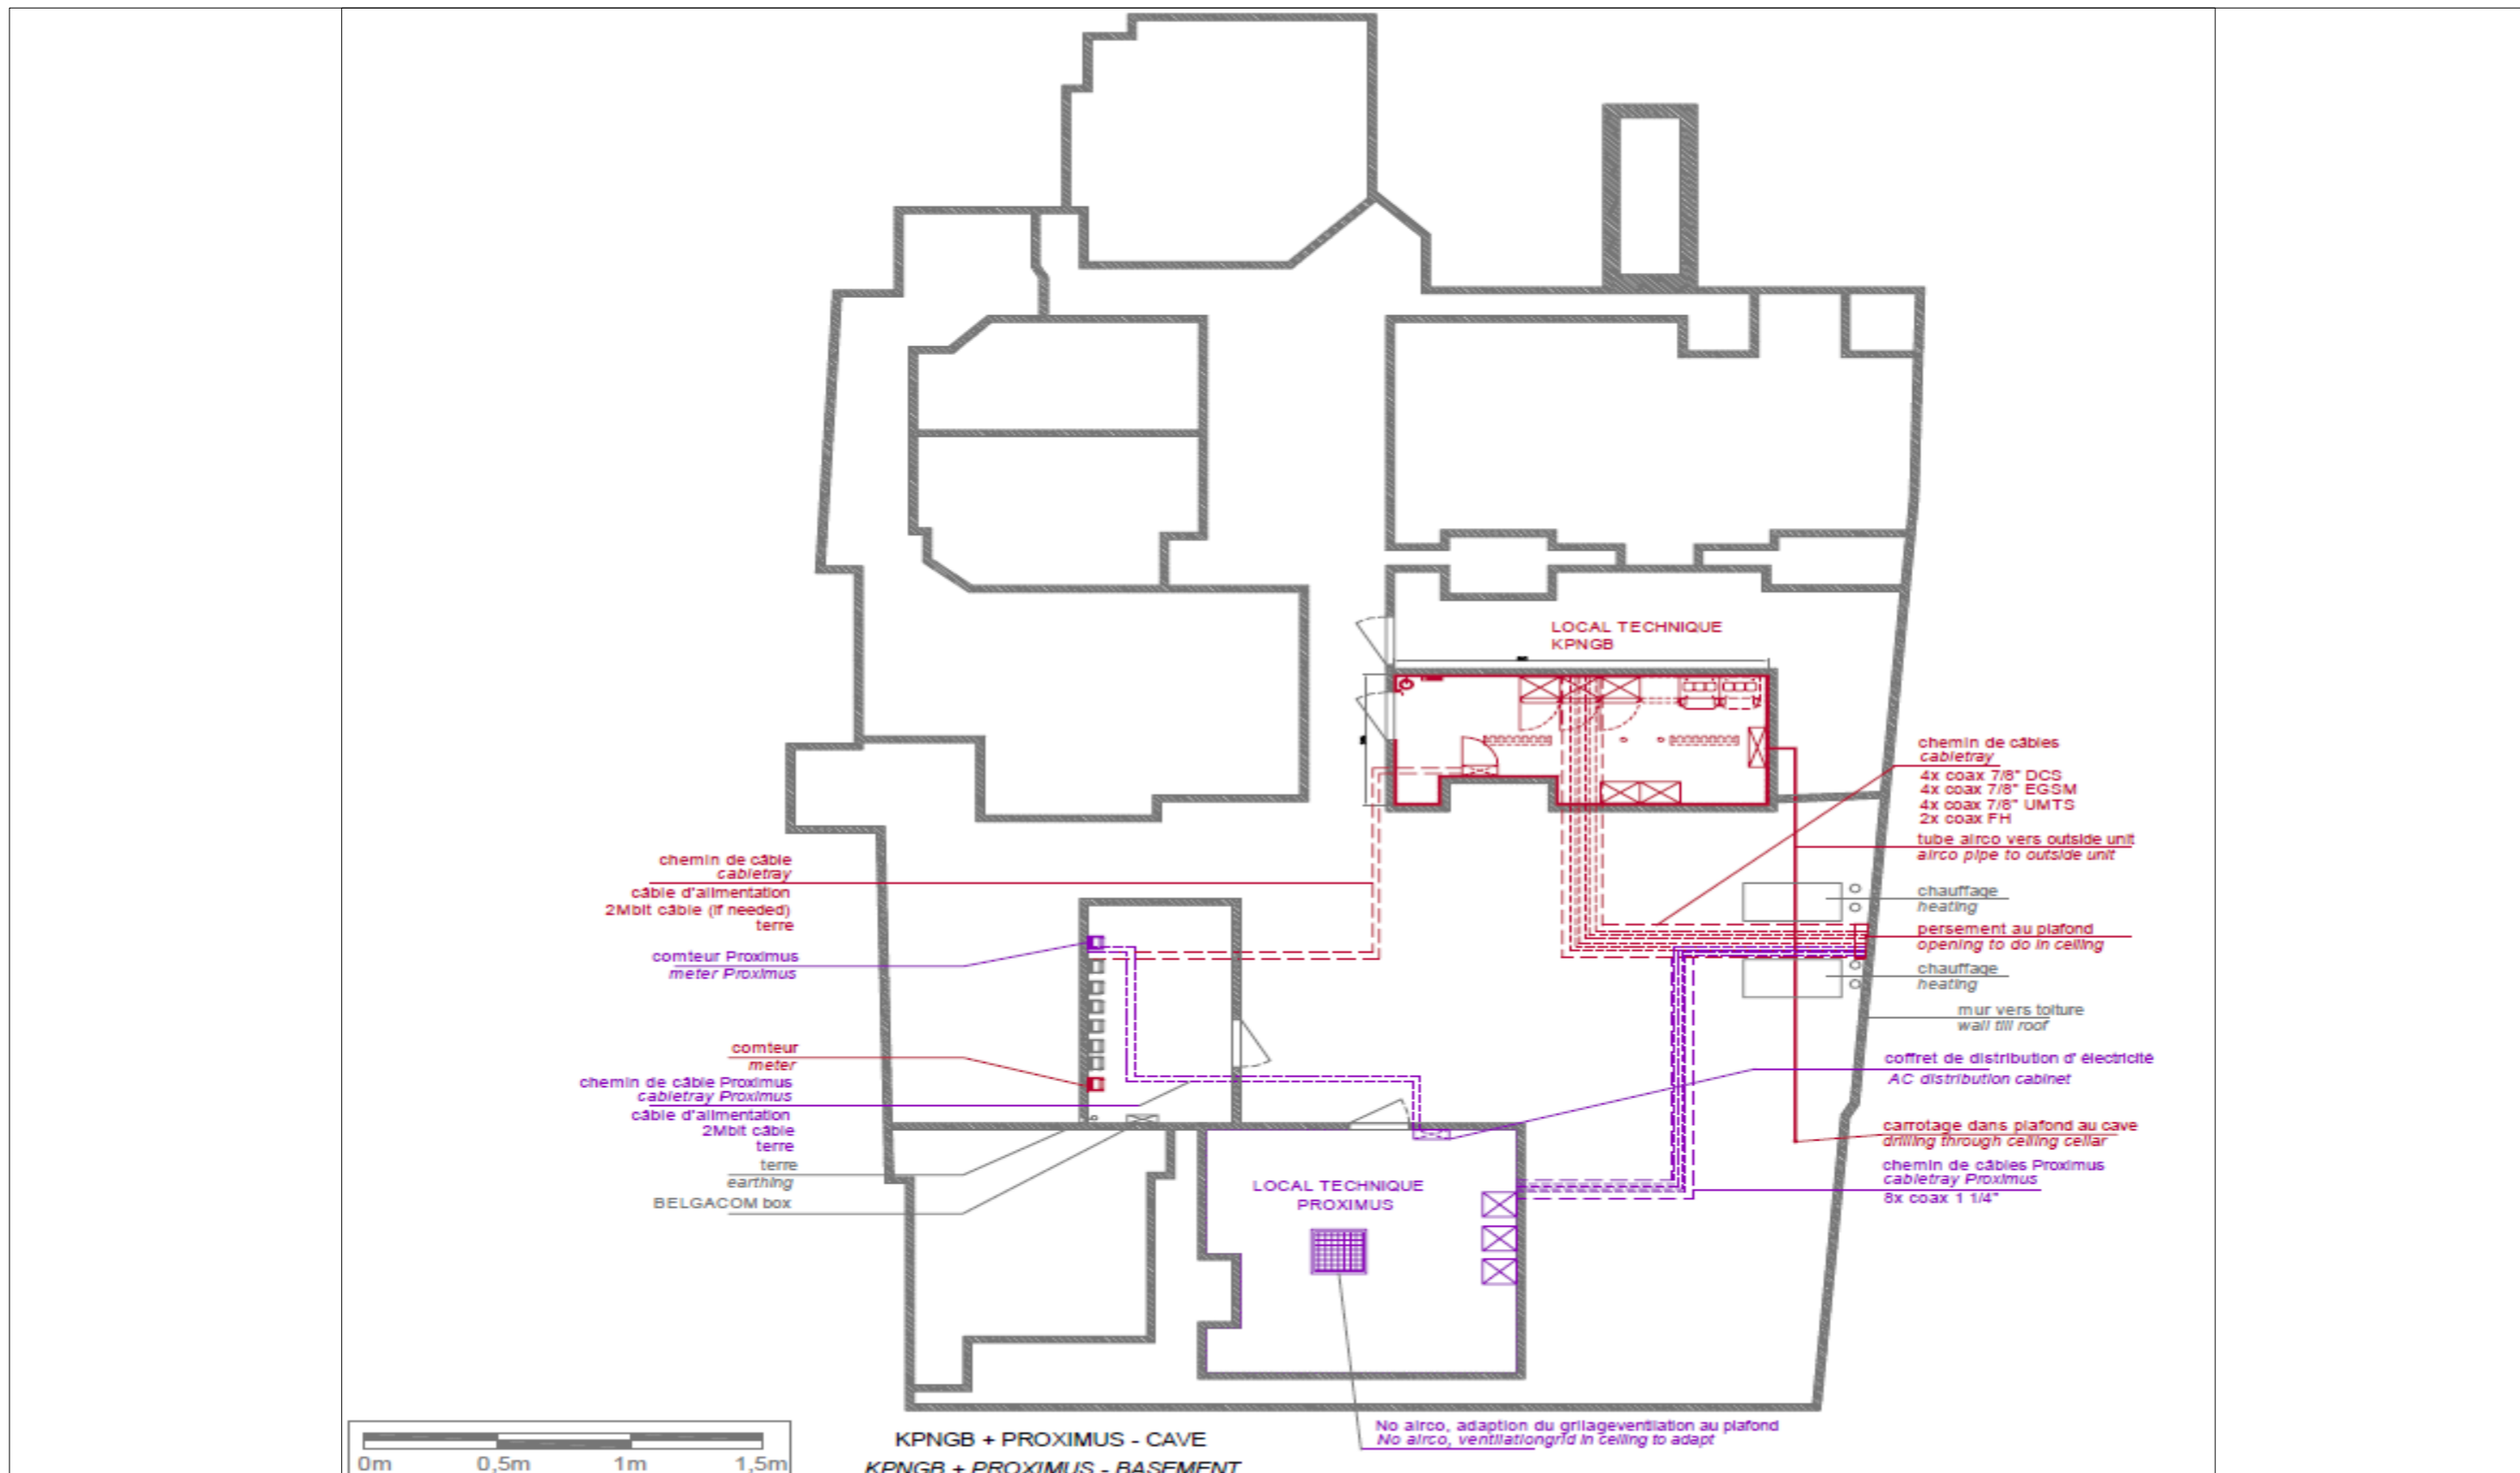 LOCAL TECHNIQUE
KPNGB
chemin de câbles
cabletray
4x coax 7/8" DCS
4x coax 7/8" EGSM
4x coax 7/8" UMTS
2x coax FH
tube airco vers outside unit
airco pipe to outside unit
chauffage
heating
persement au plafond
opening to do in ceiling
chauffage
heating
mur vers toiture
wall till roof
coffret de distribution d' électricité
AC distribution cabinet
carrotage dans plafond au cave
drilling through ceiling cellar
chemin de câbles Proximus
cabletray Proximus
8x coax 1 1/4"
chemin de câble
cabletray
câble d'alimentation
2Mbit câble (if needed)
terre
comteur Proximus
meter Proximus
comteur
meter
chemin de câble Proximus
cabletray Proximus
câble d'alimentation
2Mbit câble
terre
terre
earthing
BELGACOM box
LOCAL TECHNIQUE
PROXIMUS
No airco, adaption du grilageventilation au plafond
No airco, ventilationgrid in ceiling to adapt
KPNGB + PROXIMUS - CAVE
KPNGB + PROXIMUS - BASEMENT
0m 0,5m 1m 1,5m